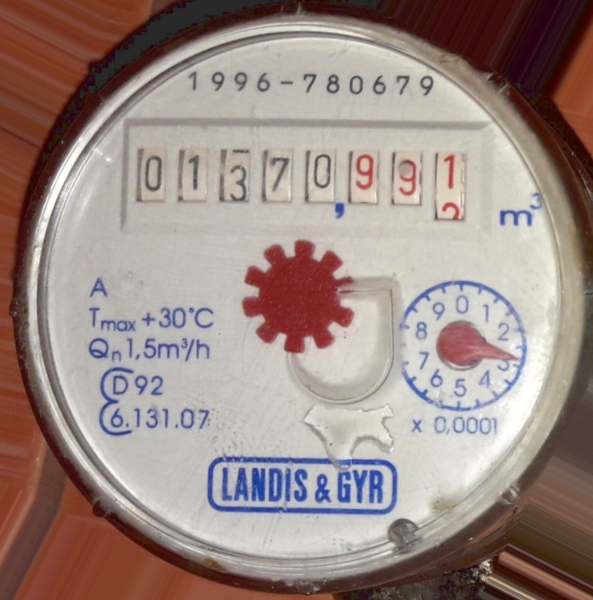 1996-780679
01370,991
2
m³
A
Tmax +30°C
Qn 1,5m³/h
D 92
6.131.07
0 1 2 3 4 5 6 7 8 9
x 0,0001
LANDIS & GYR